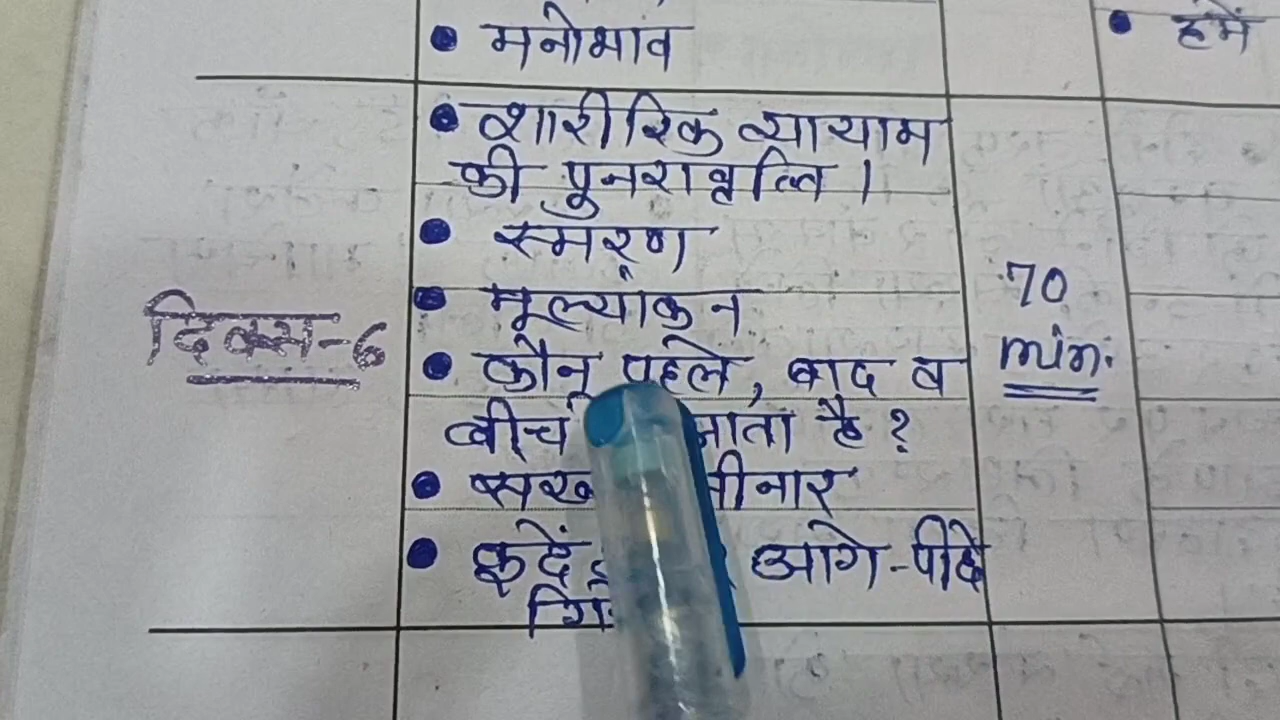 • मनोभाव
• हमें
• शारीरिक व्यायाम
की पुनरावृत्ति ।
• स्मरण
• मूल्यांकन
दिवस-6
70
min.
• कौन पहले, बाद व
बीच आता है ?
•
• कूदें आगे-पीछे